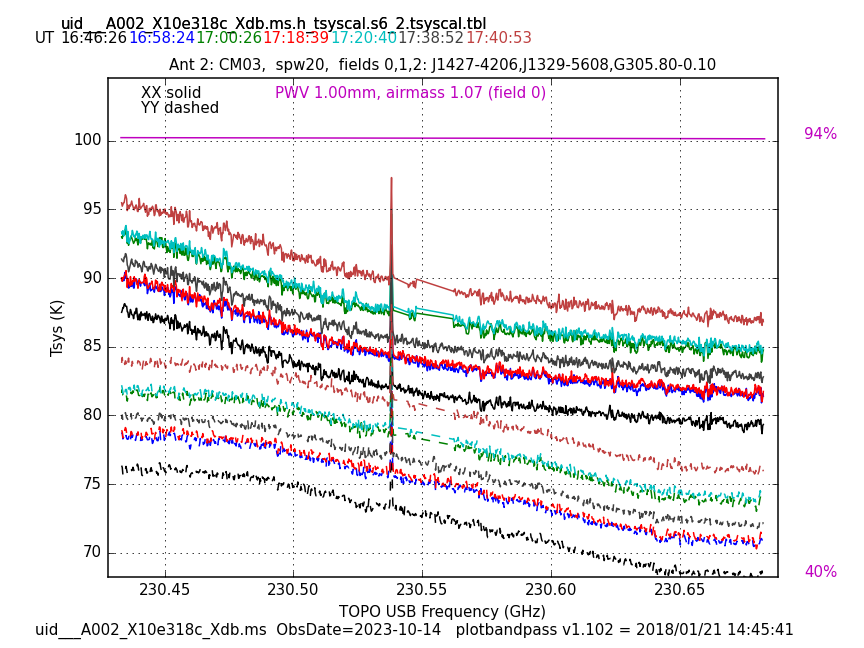 uid___A002_X10e318c_Xdb.ms.h_tsyscal.s6_2.tsyscal.tbl
UT 16:46:26 16:58:24 17:00:26 17:18:39 17:20:40 17:38:52 17:40:53
Ant 2: CM03,  spw20,  fields 0,1,2: J1427-4206,J1329-5608,G305.80-0.10
XX solid
PWV 1.00mm, airmass 1.07 (field 0)
YY dashed
94%
100
95
90
85
80
75
70
Tsys (K)
40%
230.45 230.50 230.55 230.60 230.65
TOPO USB Frequency (GHz)
uid___A002_X10e318c_Xdb.ms  ObsDate=2023-10-14   plotbandpass v1.102 = 2018/01/21 14:45:41